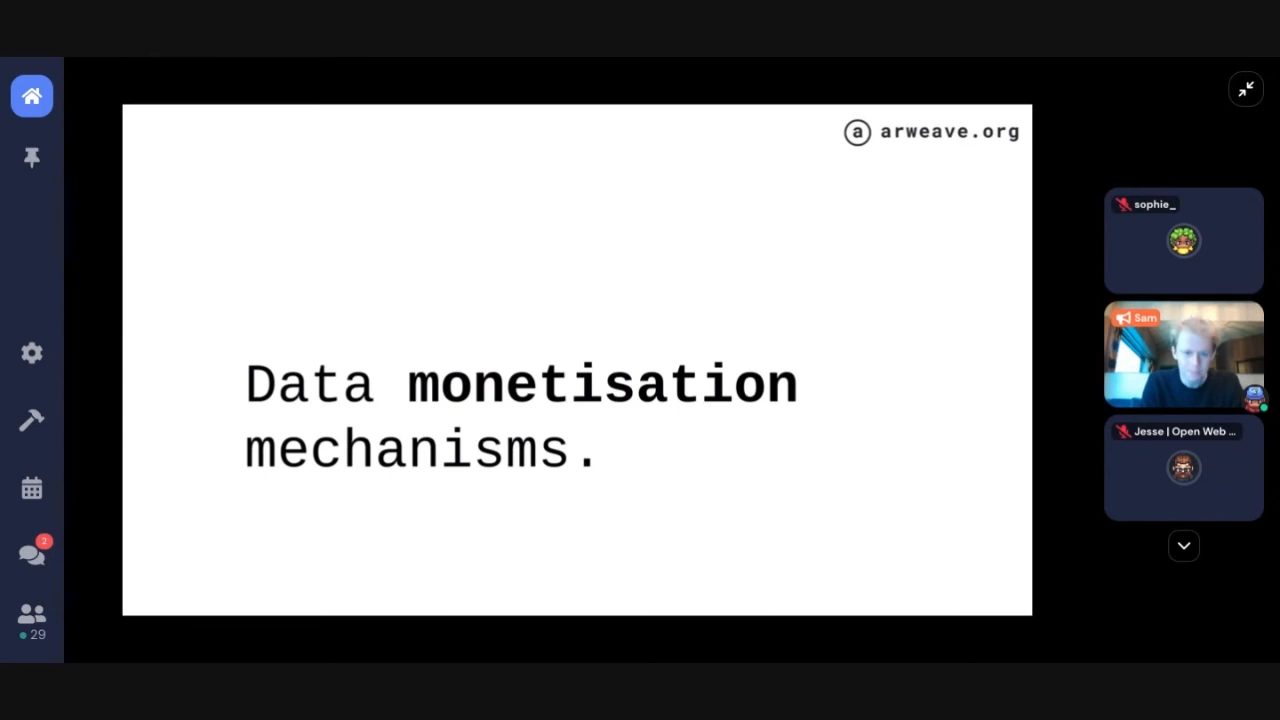 a arweave.org
Data monetisation
mechanisms.
sophie_
Sam
Jesse | Open Web ...
2
29